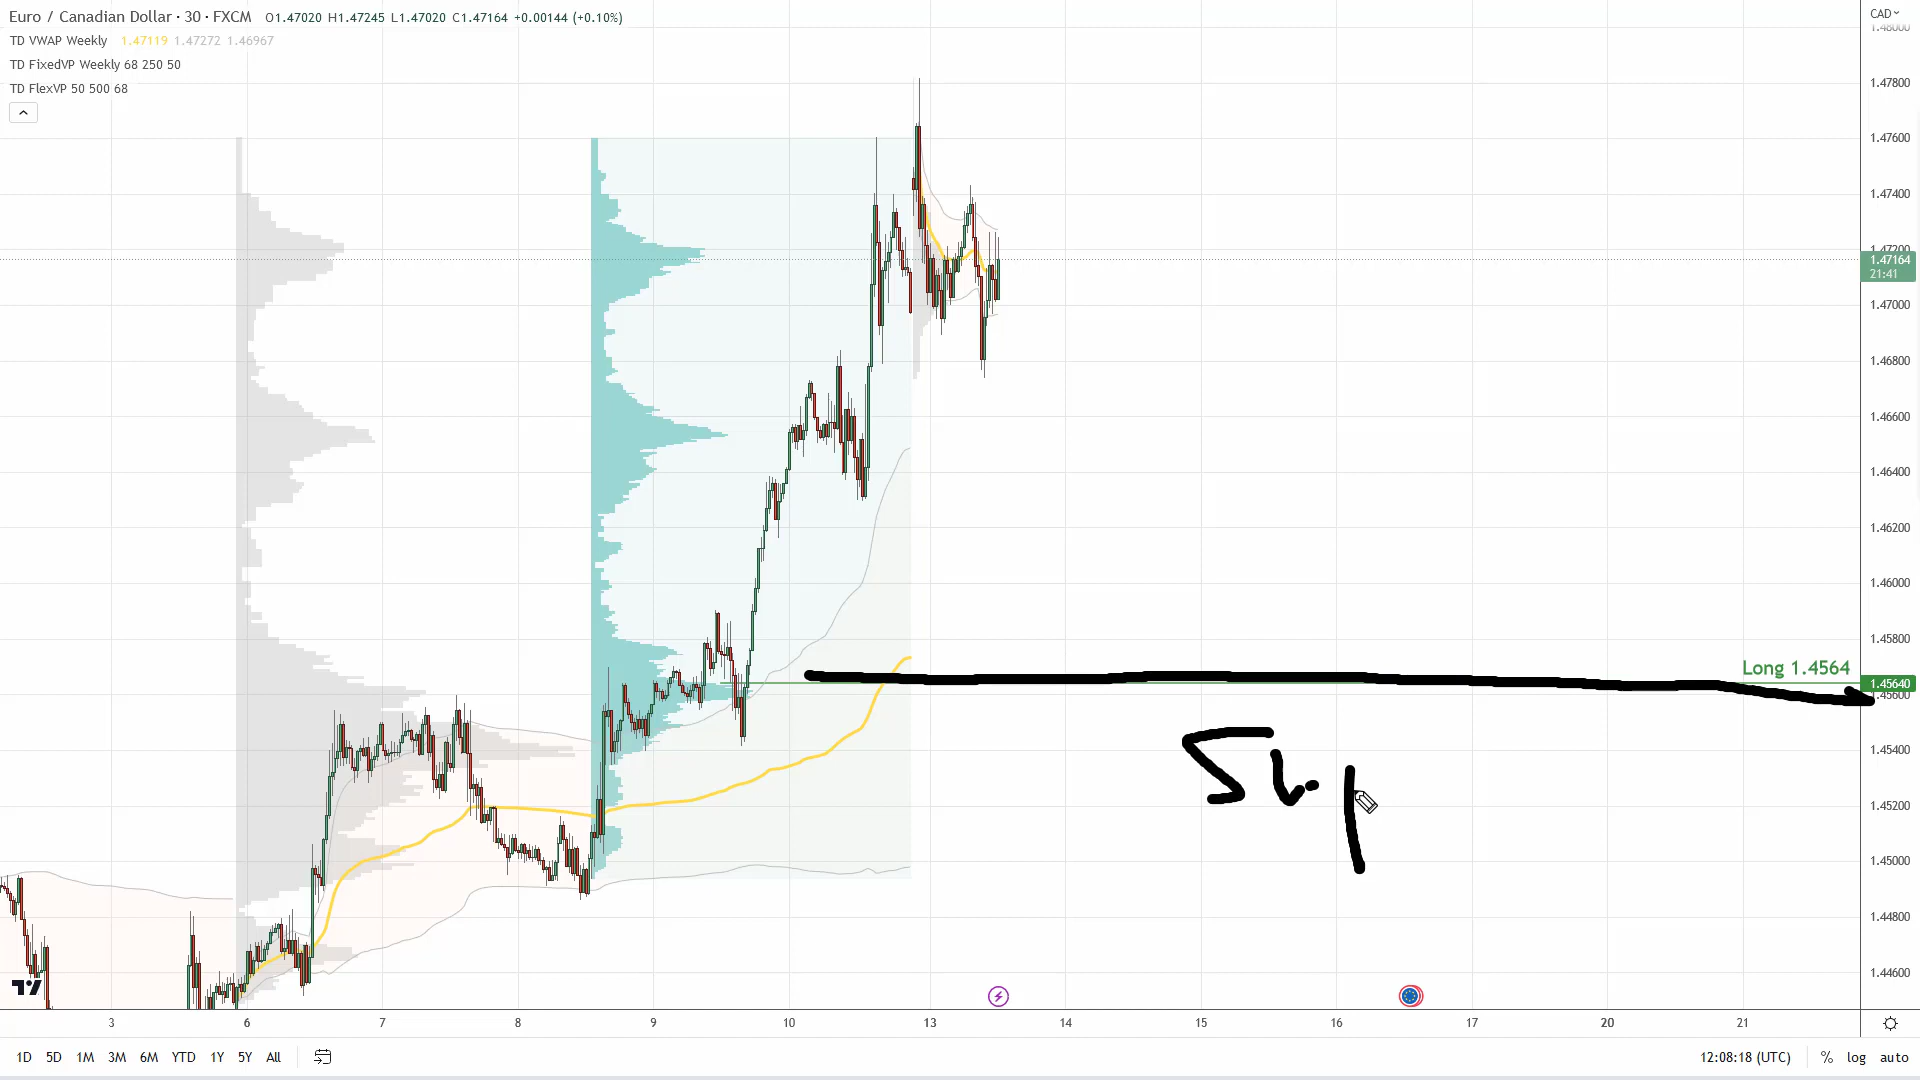 Euro / Canadian Dollar · 30 · FXCM O1.47020 H1.47245 L1.47020 C1.47164 +0.00144 (+0.10%)
CAD
1.48000
TD VWAP Weekly 1.47119 1.47272 1.46967
TD FixedVP Weekly 68 250 50
TD FlexVP 50 500 68
1.47800
1.47600
1.47400
1.47200
1.47164
21:41
1.47000
1.46800
1.46600
1.46400
1.46200
1.46000
1.45800
Long 1.4564
1.45640
1.45600
1.45400
1.45200
1.45000
1.44800
1.44600
3 6 7 8 9 10 13 14 15 16 17 20 21
1D 5D 1M 3M 6M YTD 1Y 5Y All
12:08:18 (UTC) % log auto